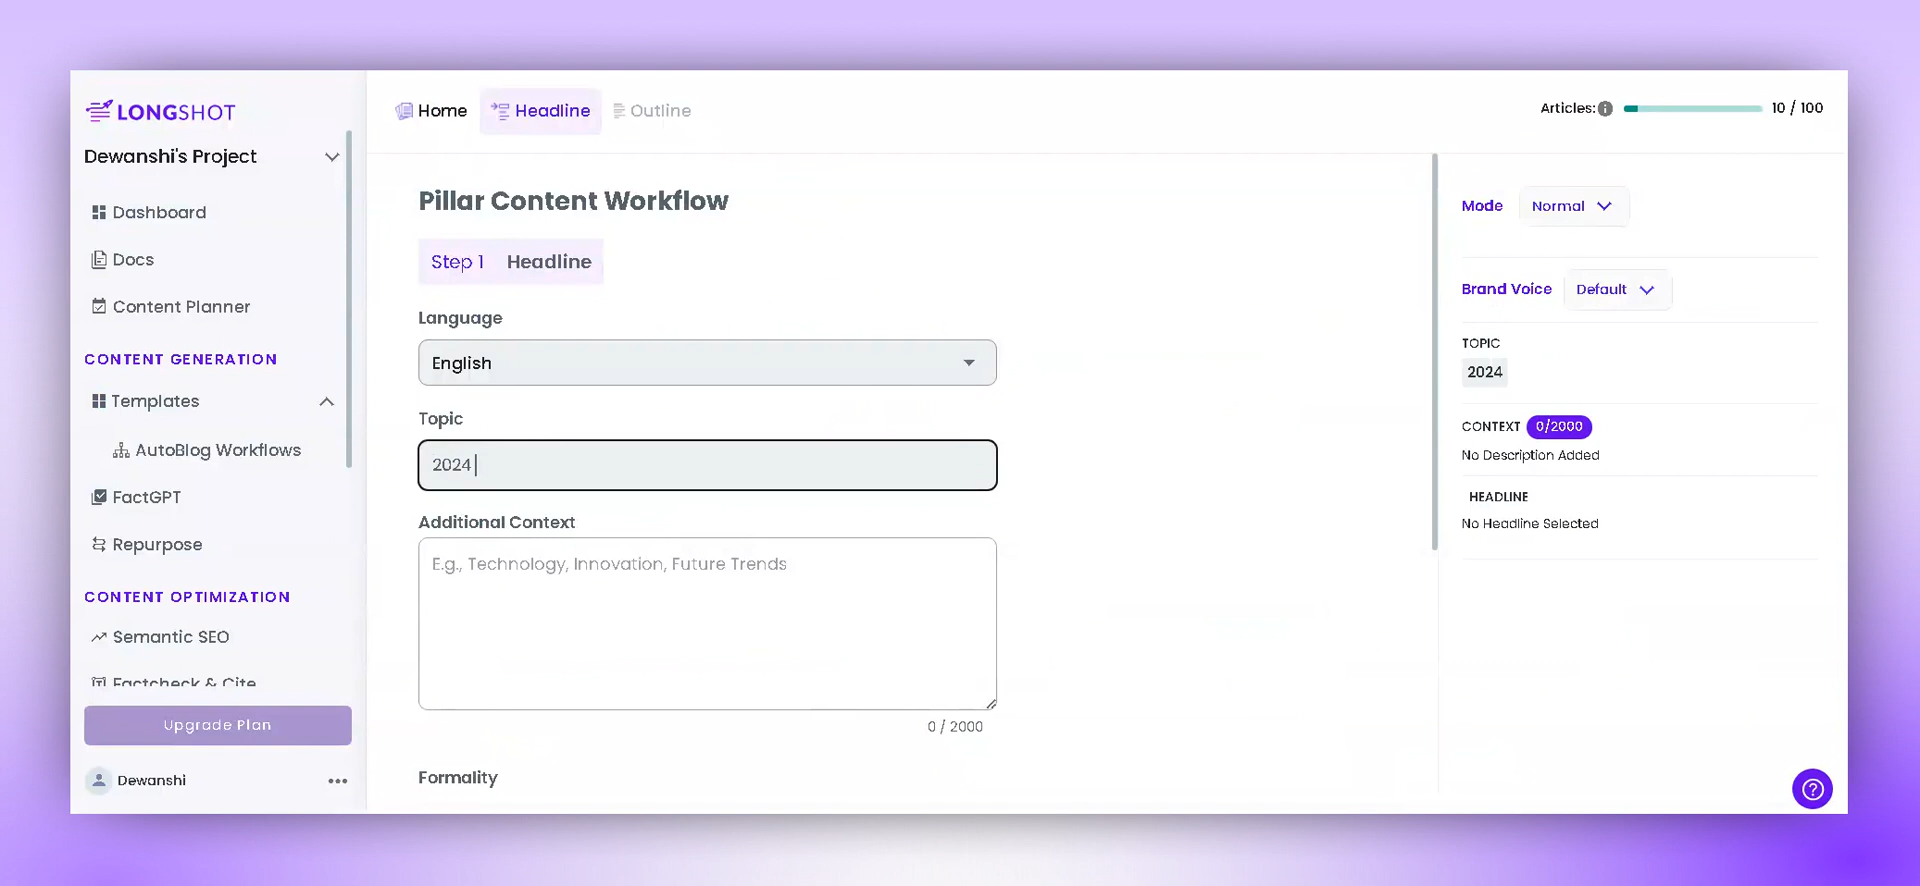 LONGSHOT
Dewanshi's Project
Dashboard
Docs
Content Planner
CONTENT GENERATION
Templates
AutoBlog Workflows
FactGPT
Repurpose
CONTENT OPTIMIZATION
Semantic SEO
Factcheck & Cite
Upgrade Plan
Dewanshi
Home
Headline
Outline
Articles:
10 / 100
Pillar Content Workflow
Step 1 Headline
Language
English
Topic
2024
Additional Context
E.g., Technology, Innovation, Future Trends
0 / 2000
Formality
Mode Normal
Brand Voice Default
TOPIC
2024
CONTEXT 0/2000
No Description Added
HEADLINE
No Headline Selected